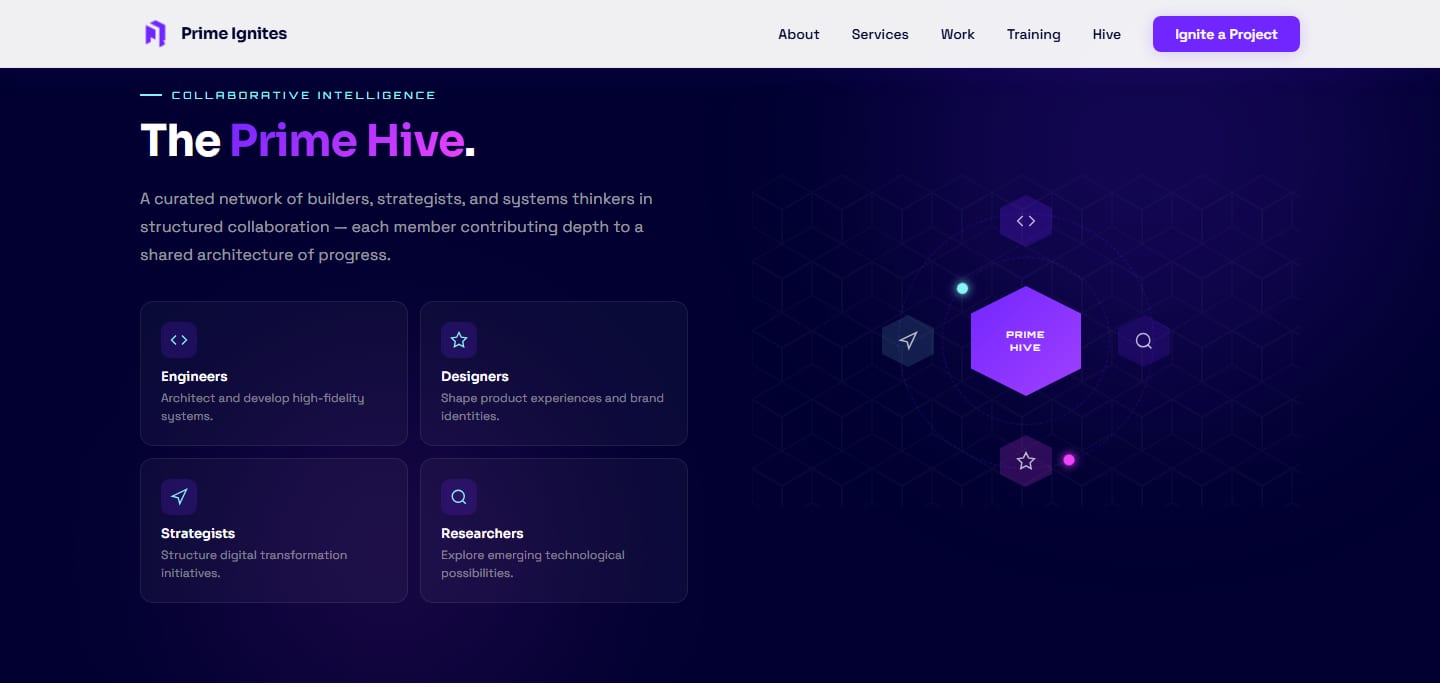 Prime Ignites
About
Services
Work
Training
Hive
Ignite a Project
COLLABORATIVE INTELLIGENCE
The Prime Hive.
A curated network of builders, strategists, and systems thinkers in
structured collaboration — each member contributing depth to a
shared architecture of progress.
Engineers
Architect and develop high-fidelity
systems.
Designers
Shape product experiences and brand
identities.
Strategists
Structure digital transformation
initiatives.
Researchers
Explore emerging technological
possibilities.
PRIME
HIVE